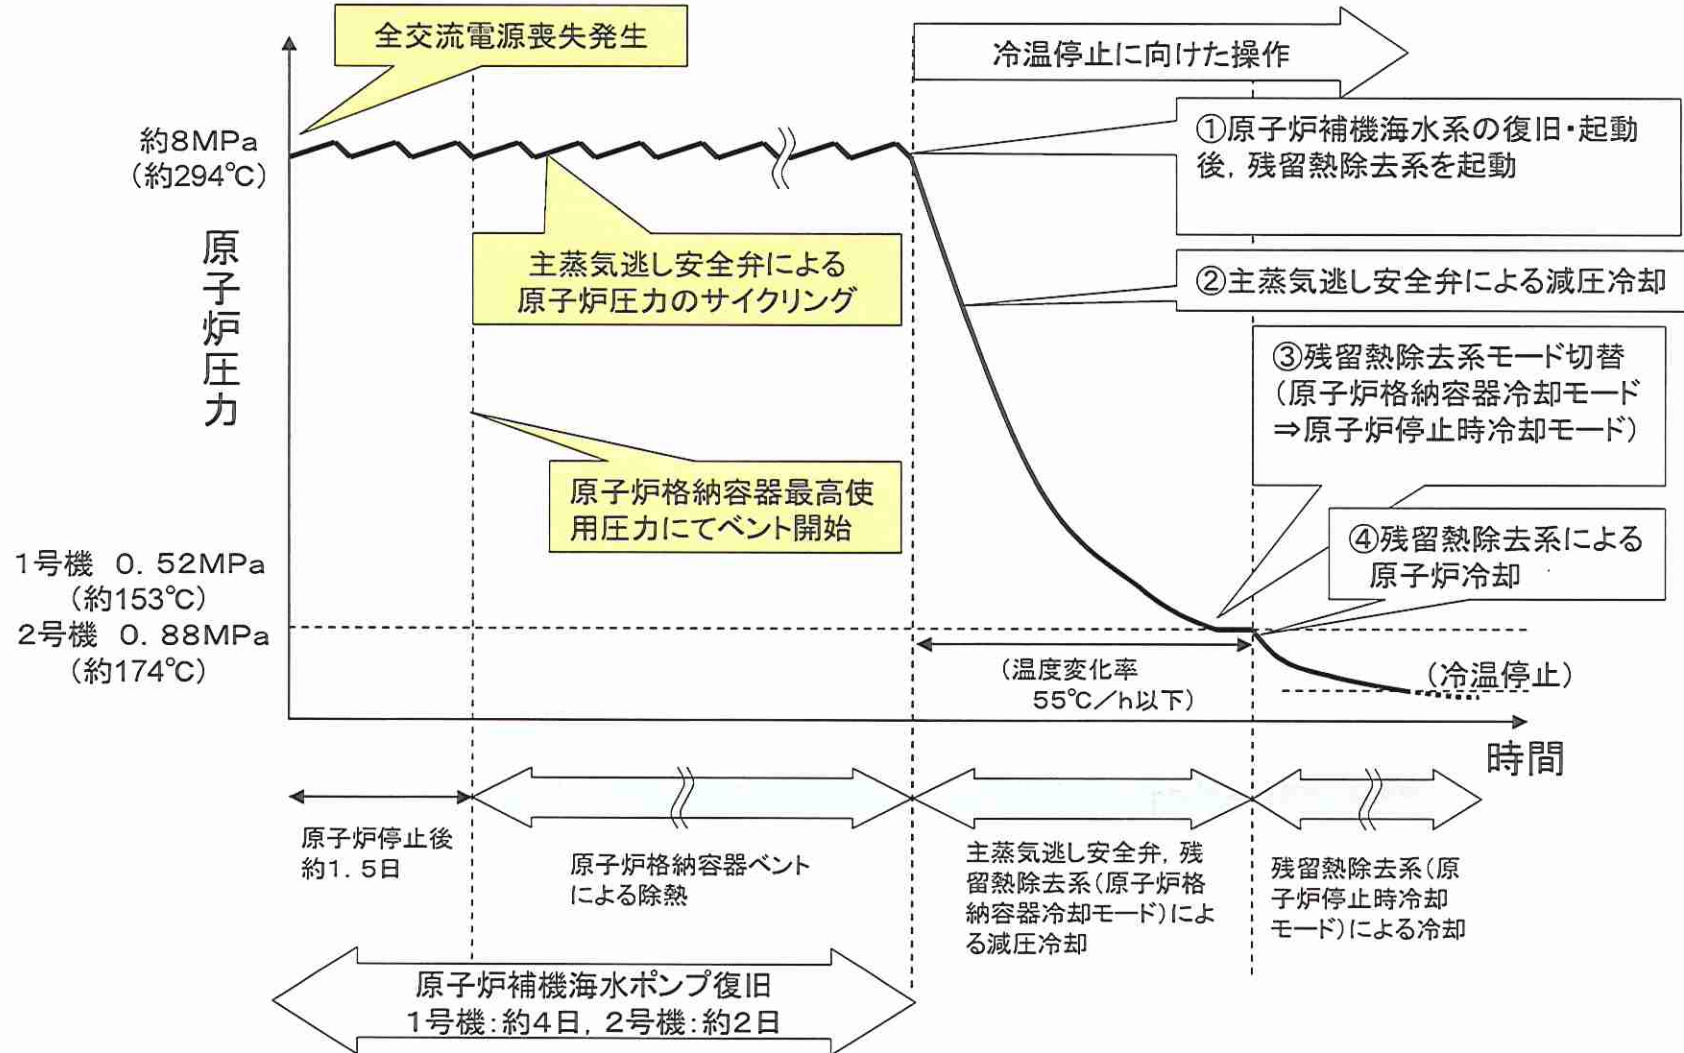 全交流電源喪失発生
冷温停止に向けた操作
約8MPa
(約294℃)
①原子炉補機海水系の復旧・起動
後, 残留熱除去系を起動
原子炉圧力
主蒸気逃し安全弁による
原子炉圧力のサイクリング
②主蒸気逃し安全弁による減圧冷却
③残留熱除去系モード切替
(原子炉格納容器冷却モード
⇒原子炉停止時冷却モード)
原子炉格納容器最高使
用圧力にてベント開始
④残留熱除去系による
原子炉冷却
1号機 0.52MPa
(約153℃)
2号機 0.88MPa
(約174℃)
(温度変化率
55℃/h以下)
(冷温停止)
時間
原子炉停止後
約1.5日
原子炉格納容器ベント
による除熱
主蒸気逃し安全弁, 残
留熱除去系(原子炉格
納容器冷却モード)によ
る減圧冷却
残留熱除去系(原
子炉停止時冷却
モード)による冷却
原子炉補機海水ポンプ復旧
1号機:約4日, 2号機:約2日